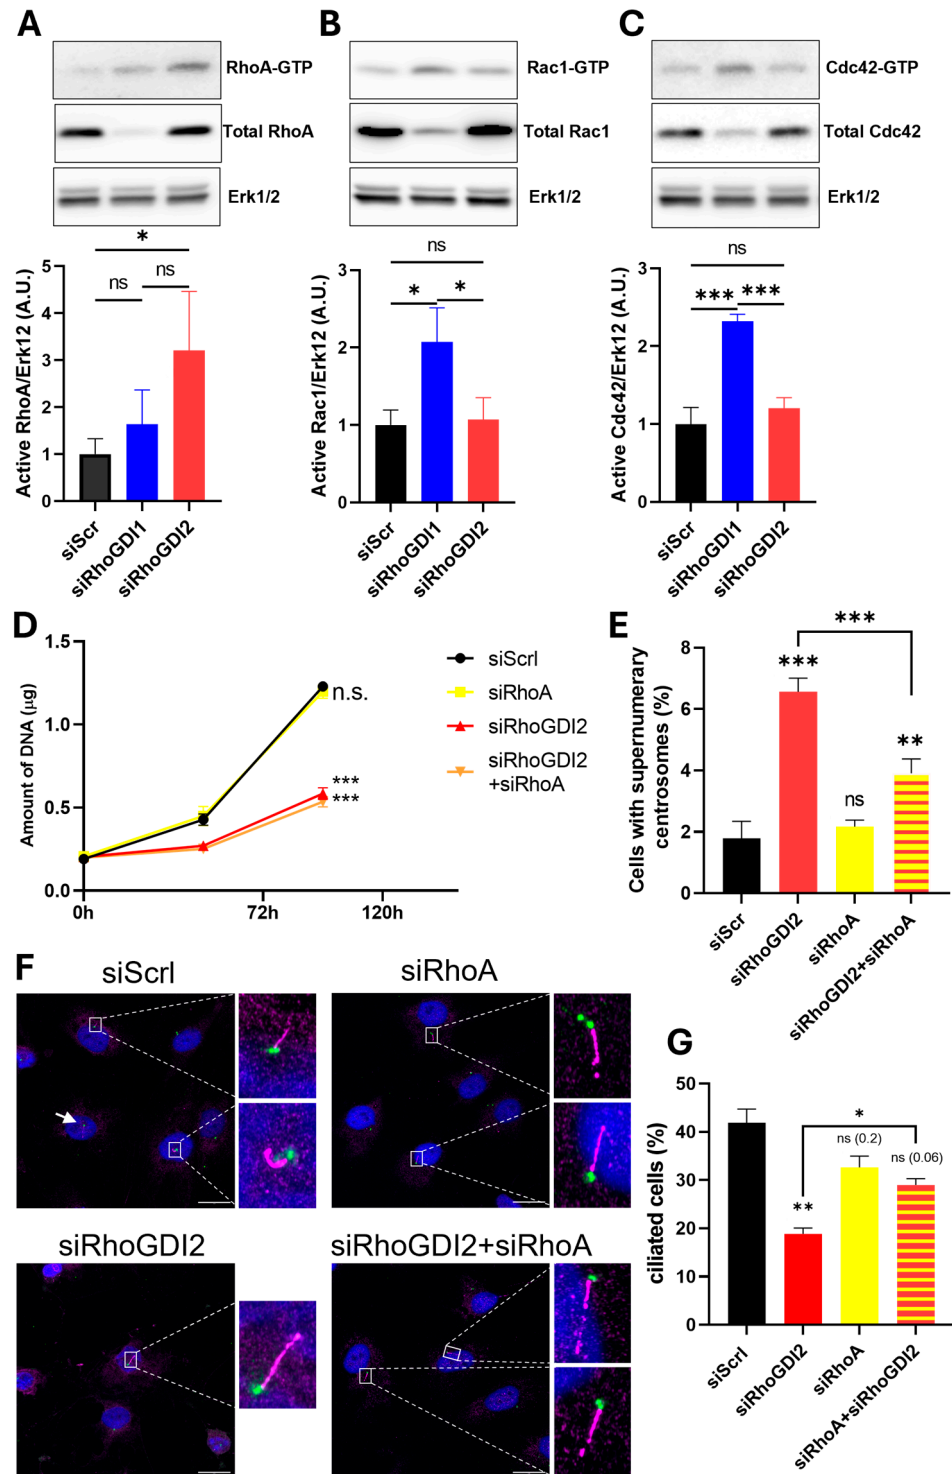 A
RhoA-GTP
Total RhoA
Erk1/2
*
ns
ns
Active RhoA/Erk12 (A.U.)
5
4
3
2
1
0
siScr
siRhoGDI1
siRhoGDI2
B
Rac1-GTP
Total Rac1
Erk1/2
ns
*
*
Active Rac1/Erk12 (A.U.)
3
2
1
0
siScr
siRhoGDI1
siRhoGDI2
C
Cdc42-GTP
Total Cdc42
Erk1/2
ns
***
***
Active Cdc42/Erk12 (A.U.)
3
2
1
0
siScr
siRhoGDI1
siRhoGDI2
D
Amount of DNA (μg)
1.5
1.0
0.5
0.0
0h
72h
120h
n.s.
***
***
siScrl
siRhoA
siRhoGDI2
siRhoGDI2
+siRhoA
E
Cells with supernumerary
centrosomes (%)
8
6
4
2
0
***
***
ns
**
siScr
siRhoGDI2
siRhoA
siRhoGDI2+siRhoA
F
siScrl
siRhoA
siRhoGDI2
siRhoGDI2+siRhoA
G
ciliated cells (%)
50
40
30
20
10
0
*
ns (0.2)
ns (0.06)
**
siScrl
siRhoGDI2
siRhoA
siRhoA+siRhoGDI2